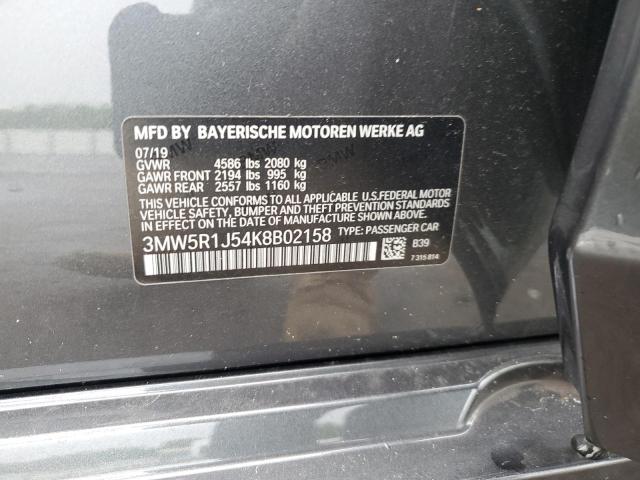 MFD BY BAYERISCHE MOTOREN WERKE AG
07/19
GVWR 4586 lbs 2080 kg
GAWR FRONT 2194 lbs 995 kg
GAWR REAR 2557 lbs 1160 kg
THIS VEHICLE CONFORMS TO ALL APPLICABLE U.S.FEDERAL MOTOR
VEHICLE SAFETY, BUMPER, AND THEFT PREVENTION STANDARDS
IN EFFECT ON THE DATE OF MANUFACTURE SHOWN ABOVE.
3MW5R1J54K8B02158 TYPE: PASSENGER CAR
B39
7 315 814